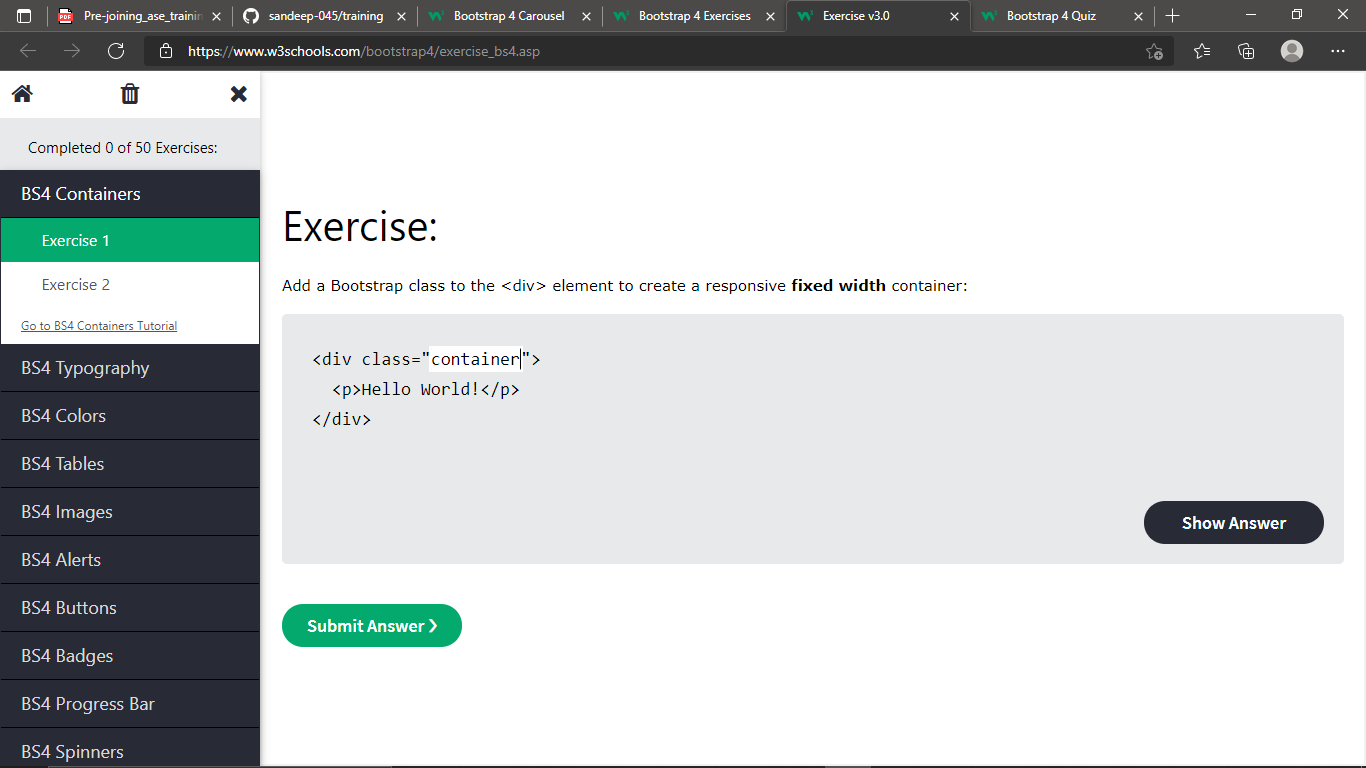 Pre-joining_ase_trainin
sandeep-045/training
Bootstrap 4 Carousel
Bootstrap 4 Exercises
Exercise v3.0
Bootstrap 4 Quiz
https://www.w3schools.com/bootstrap4/exercise_bs4.asp
Completed 0 of 50 Exercises:
BS4 Containers
Exercise 1
Exercise 2
Go to BS4 Containers Tutorial
BS4 Typography
BS4 Colors
BS4 Tables
BS4 Images
BS4 Alerts
BS4 Buttons
BS4 Badges
BS4 Progress Bar
BS4 Spinners
Exercise:
Add a Bootstrap class to the <div> element to create a responsive fixed width container:
<div class="container">
<p>Hello World!</p>
</div>
Show Answer
Submit Answer ❯